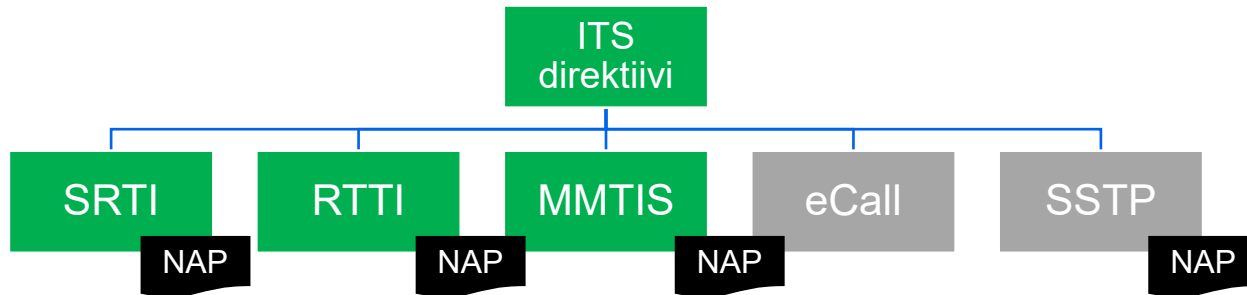 ITS
direktiivi
SRTI
RTTI
MMTIS
eCall
SSTP
NAP
NAP
NAP
NAP